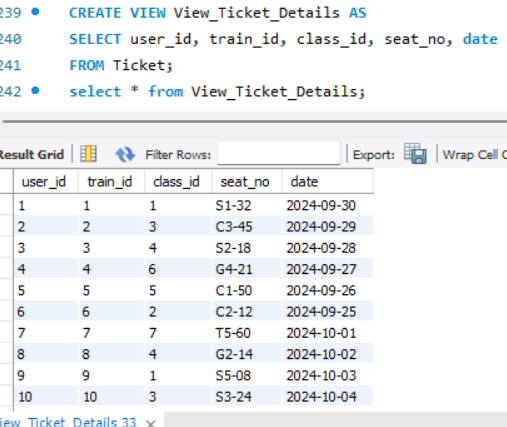 239 CREATE VIEW View_Ticket_Details AS
240 SELECT user_id, train_id, class_id, seat_no, date
241 FROM Ticket;
242 select * from View_Ticket_Details;
Result Grid Filter Rows: Export: Wrap Cell C
user_id train_id class_id seat_no date
1 1 1 S1-32 2024-09-30
2 2 3 C3-45 2024-09-29
3 3 4 S2-18 2024-09-28
4 4 6 G4-21 2024-09-27
5 5 5 C1-50 2024-09-26
6 6 2 C2-12 2024-09-25
7 7 7 T5-60 2024-10-01
8 8 4 G2-14 2024-10-02
9 9 1 S5-08 2024-10-03
10 10 3 S3-24 2024-10-04
iew_Ticket_Details 33